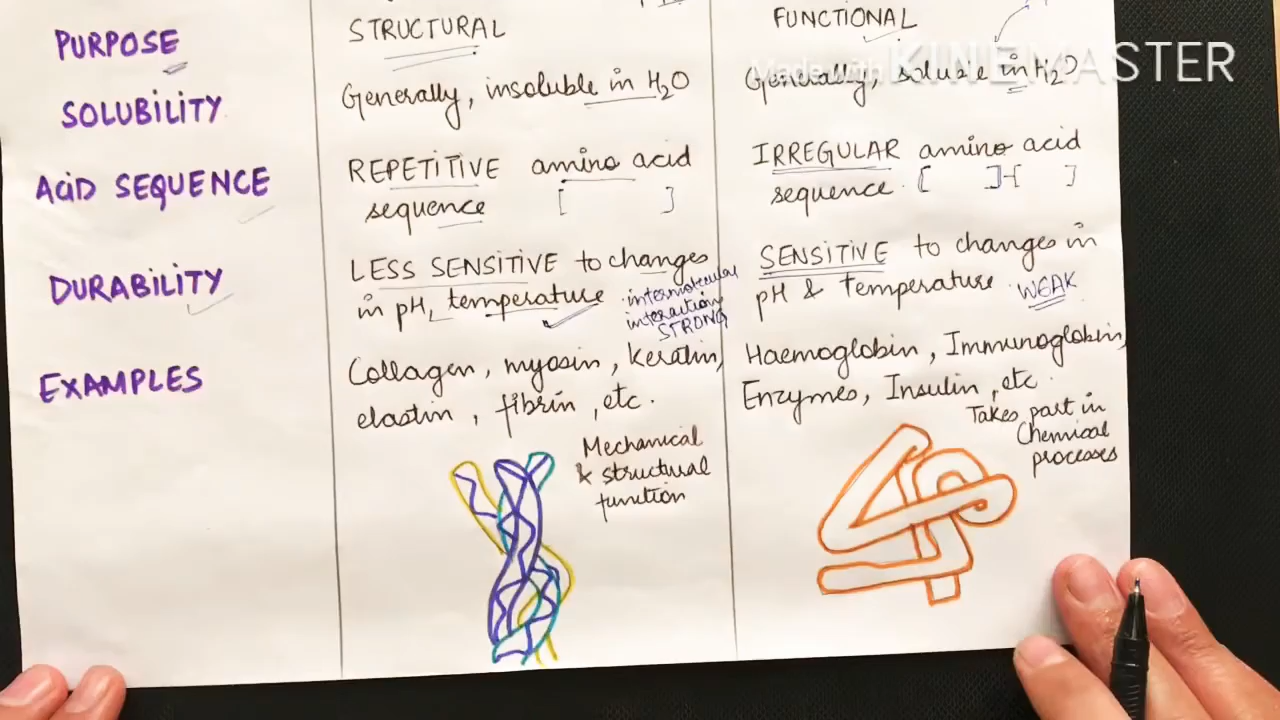 PURPOSE
STRUCTURAL
FUNCTIONAL
Made with KINEMASTER
SOLUBILITY
Generally, insoluble in H2O
Generally, soluble in H2O
ACID SEQUENCE
REPETITIVE amino acid
sequence [ ]
IRREGULAR amino acid
sequence. [ ]-[ ]
DURABILITY
LESS SENSITIVE to changes
in pH, temperature
intermolecular
interaction
STRONG
SENSITIVE to changes in
pH & temperature
WEAK
EXAMPLES
Collagen, myosin, keratin,
elastin, fibrin, etc.
Haemoglobin, Immunoglobin,
Enzymes, Insulin, etc.
Mechanical
& structural
function
Takes part in
Chemical
processes